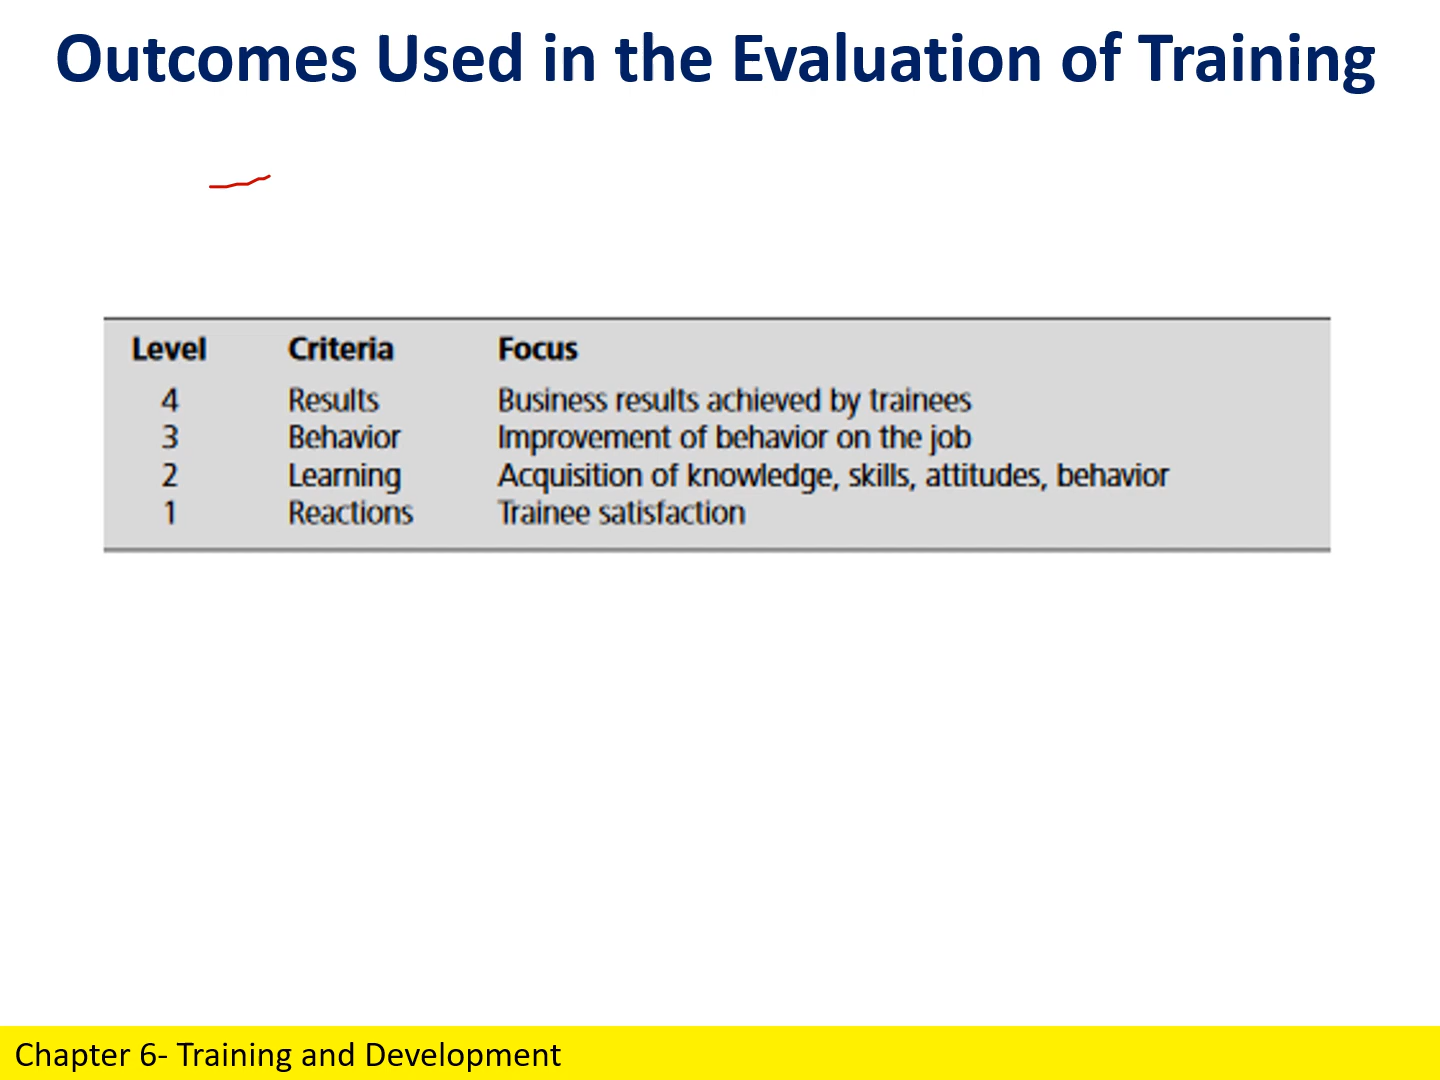 Outcomes Used in the Evaluation of Training
Level Criteria Focus
4 Results Business results achieved by trainees
3 Behavior Improvement of behavior on the job
2 Learning Acquisition of knowledge, skills, attitudes, behavior
1 Reactions Trainee satisfaction
Chapter 6- Training and Development